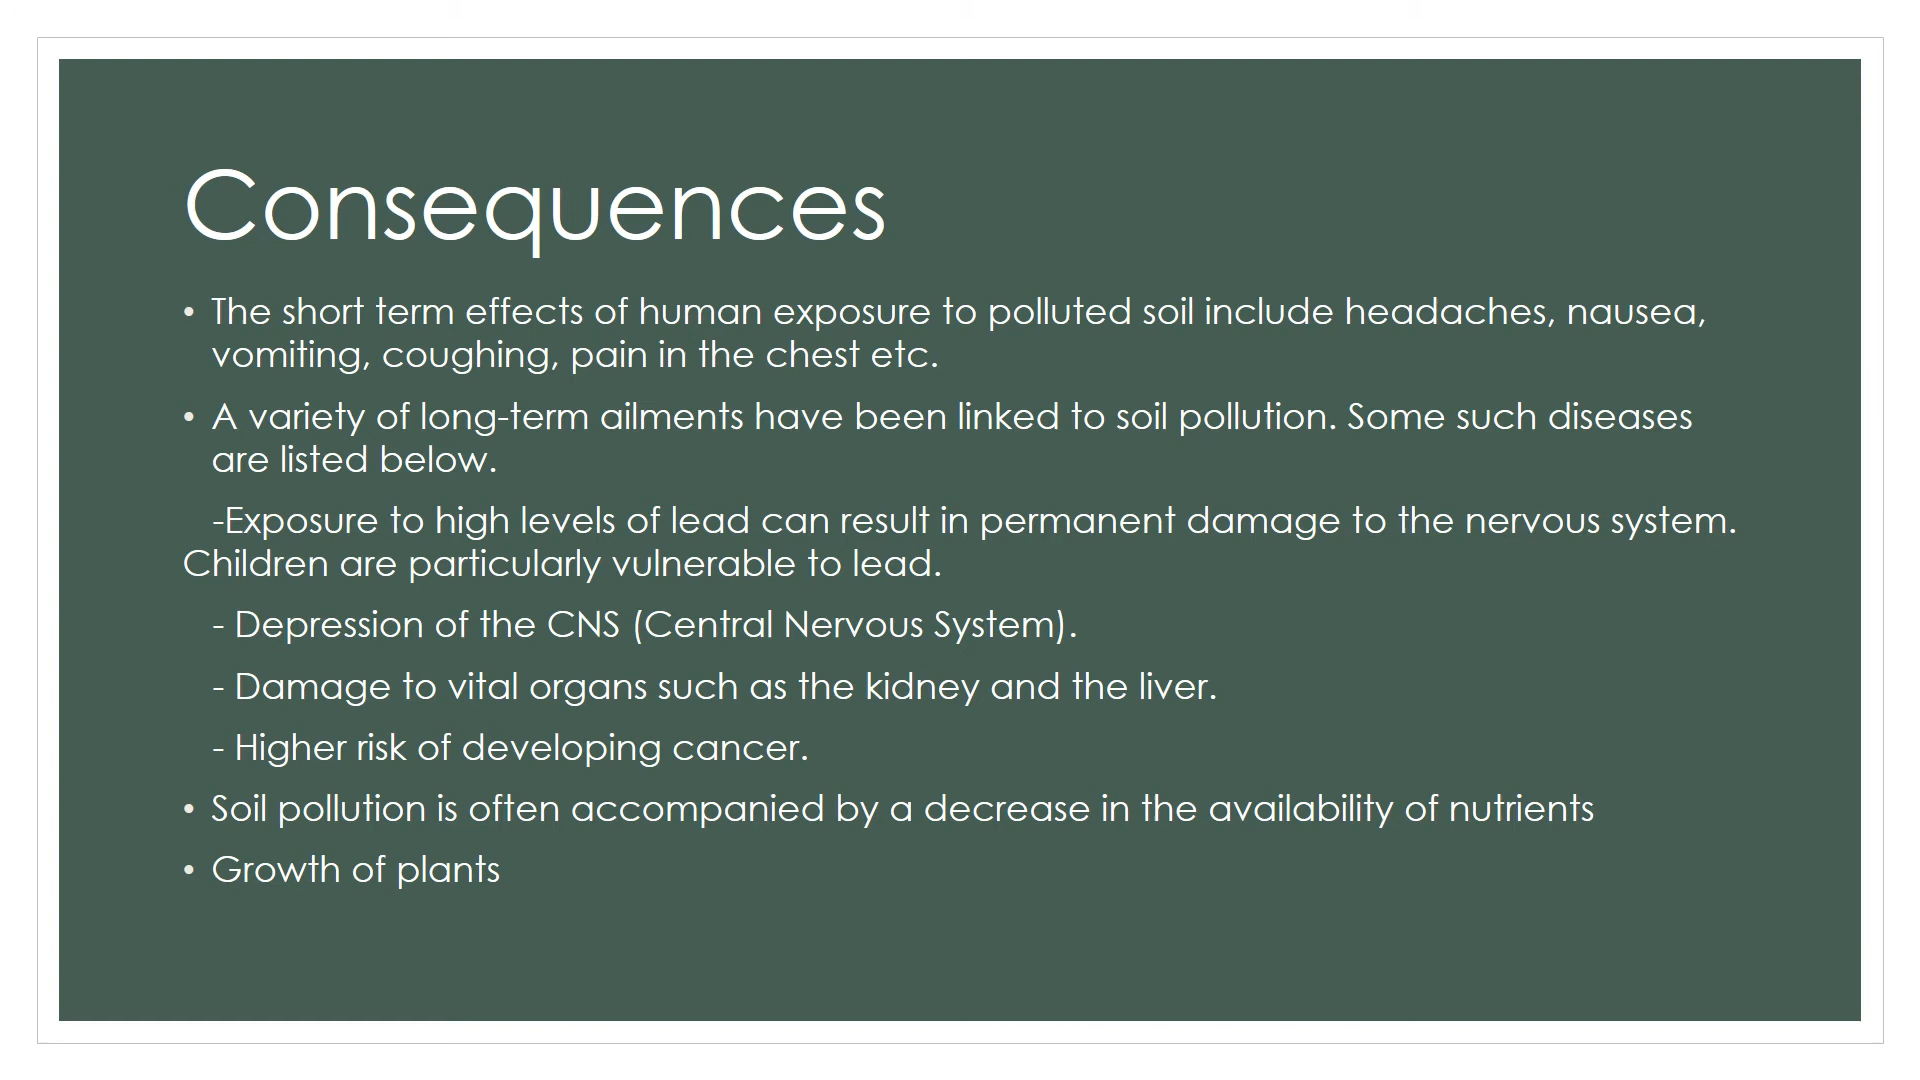 Consequences
• The short term effects of human exposure to polluted soil include headaches, nausea,
vomiting, coughing, pain in the chest etc.
• A variety of long-term ailments have been linked to soil pollution. Some such diseases
are listed below.
-Exposure to high levels of lead can result in permanent damage to the nervous system.
Children are particularly vulnerable to lead.
- Depression of the CNS (Central Nervous System).
- Damage to vital organs such as the kidney and the liver.
- Higher risk of developing cancer.
• Soil pollution is often accompanied by a decrease in the availability of nutrients
• Growth of plants